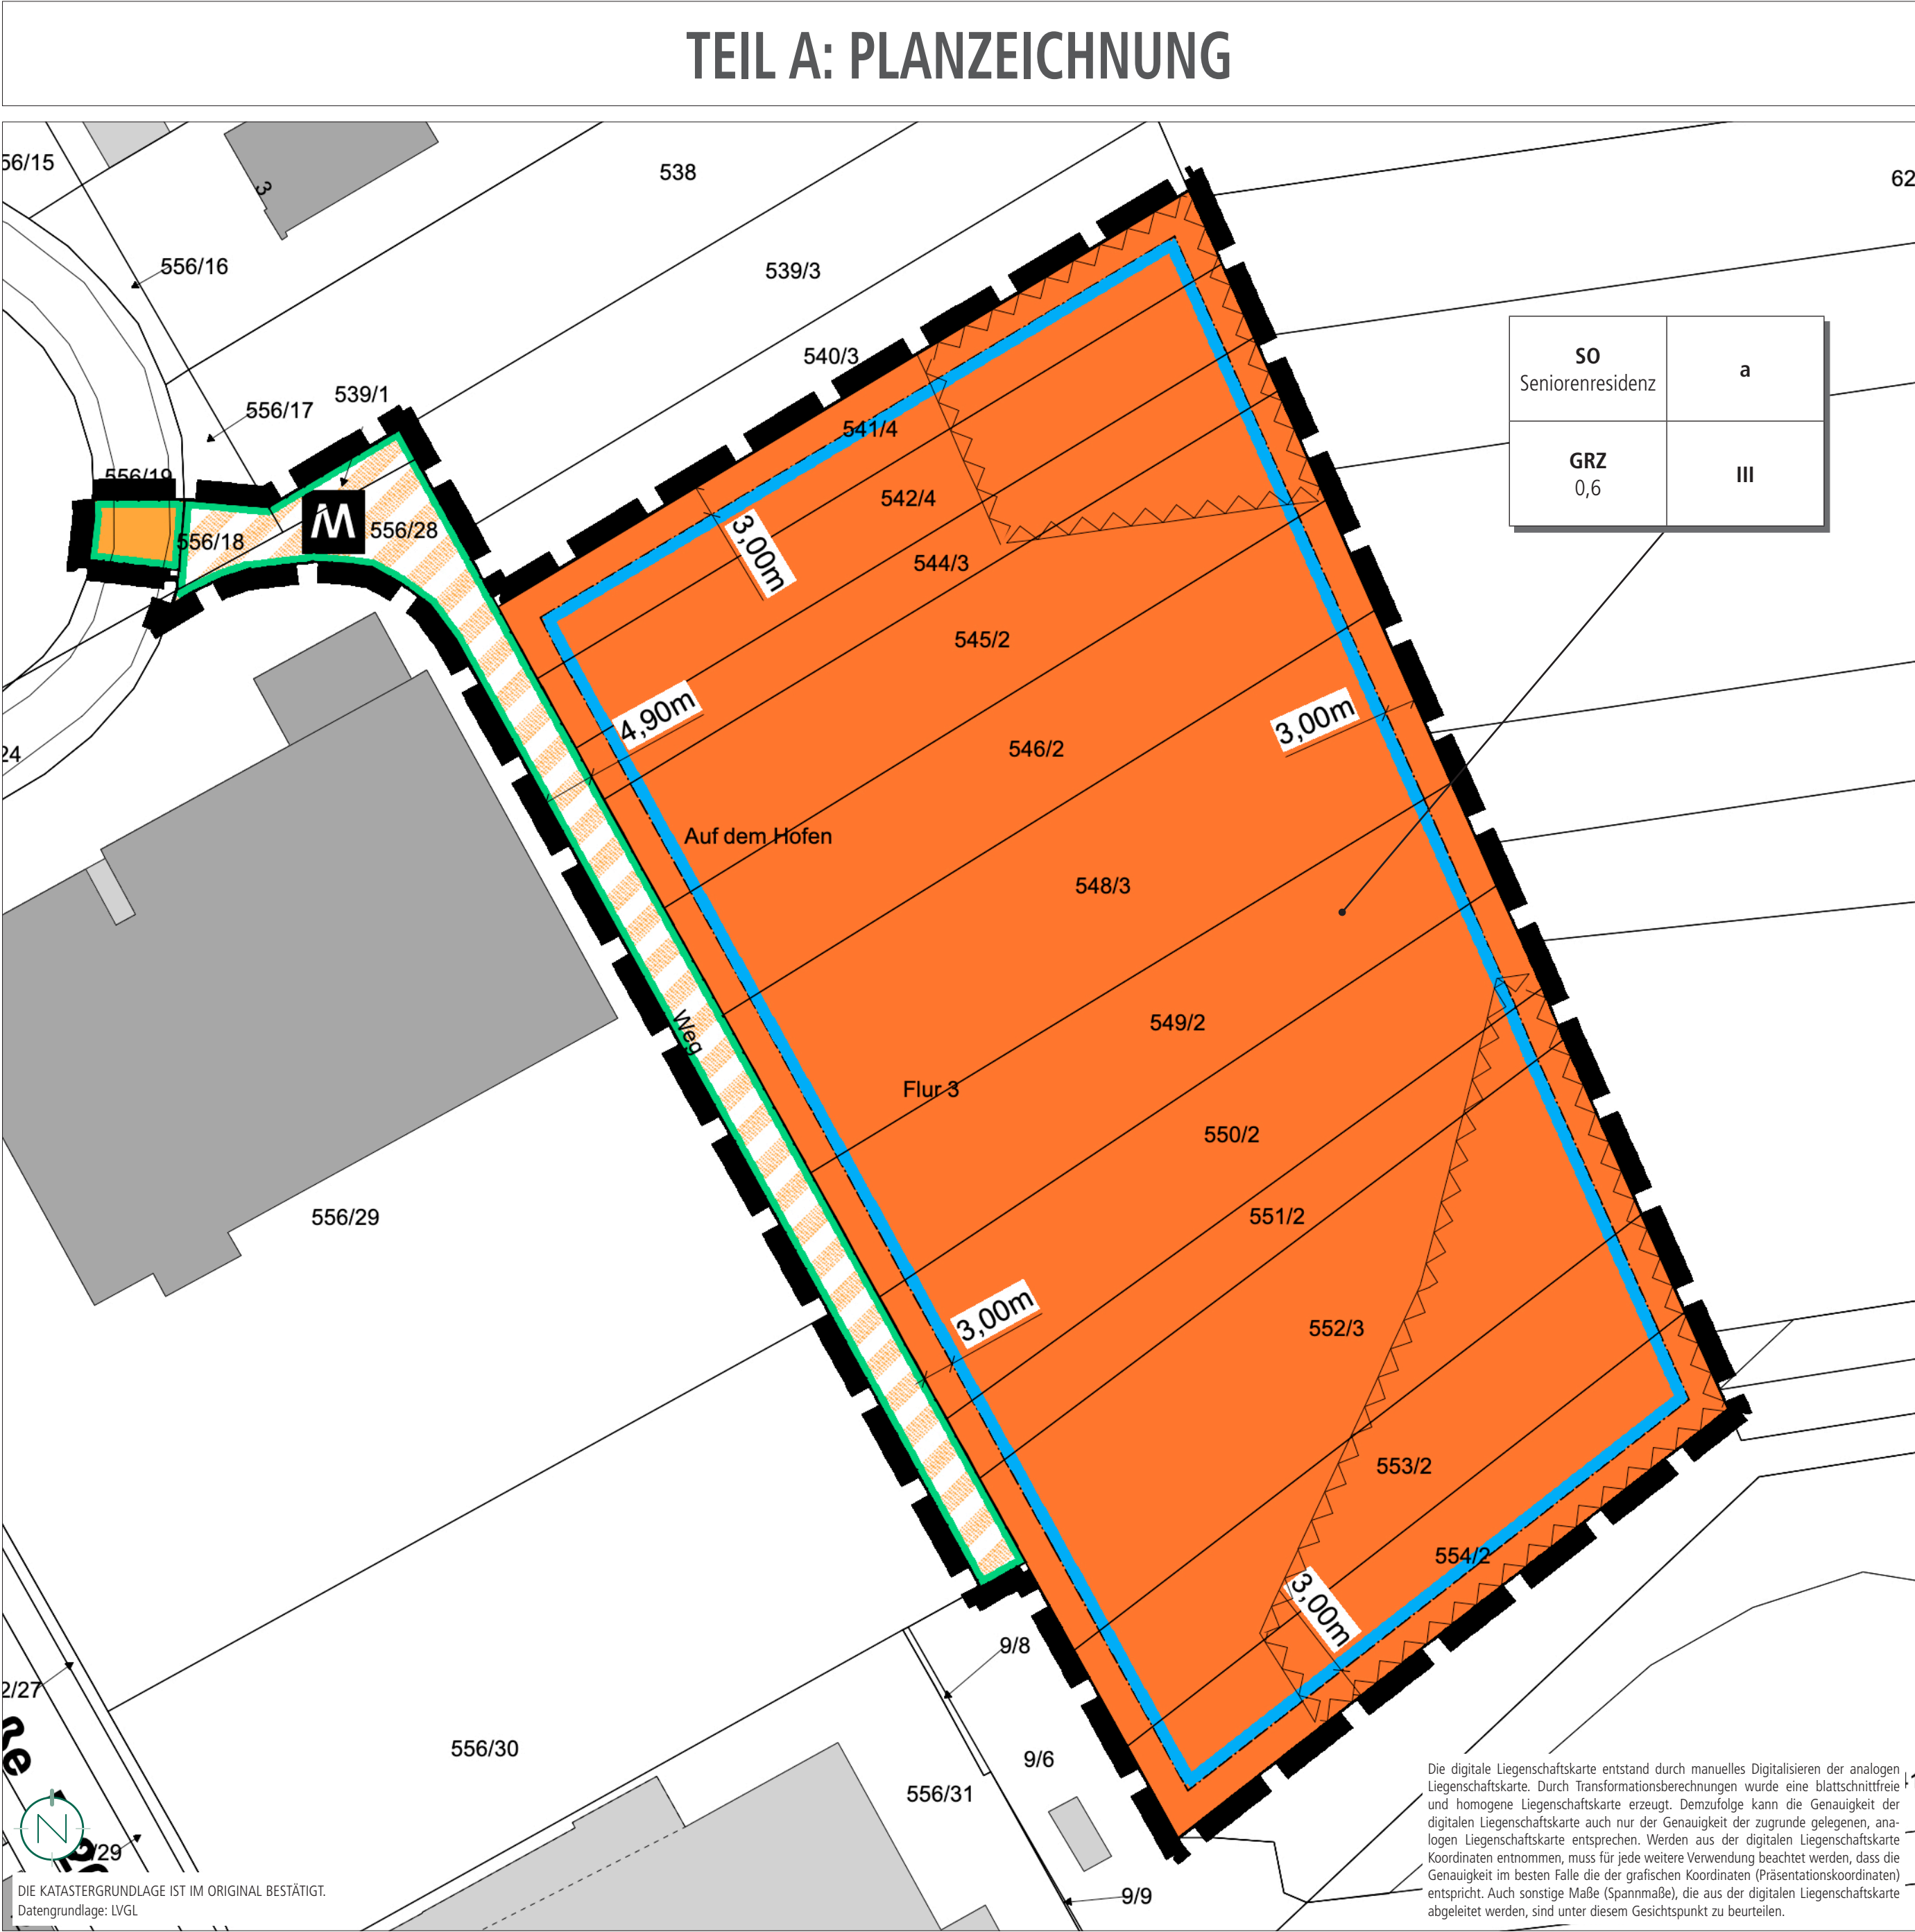 TEIL A: PLANZEICHNUNG
56/15
3
538
62
556/16
539/3
540/3
539/1
556/17
SO
Seniorenresidenz
a
GRZ
0,6
III
541/4
556/19
542/4
556/18
M
556/28
3,00m
544/3
545/2
4,90m
3,00m
546/2
24
Auf dem Hofen
548/3
549/2
Weg
Flur 3
550/2
551/2
556/29
3,00m
552/3
553/2
554/2
3,00m
9/8
2/27
556/30
9/6
556/31
N
/29
9/9
DIE KATASTERGRUNDLAGE IST IM ORIGINAL BESTÄTIGT.
Datengrundlage: LVGL
Die digitale Liegenschaftskarte entstand durch manuelles Digitalisieren der analogen
Liegenschaftskarte. Durch Transformationsberechnungen wurde eine blattschnittfreie
und homogene Liegenschaftskarte erzeugt. Demzufolge kann die Genauigkeit der
digitalen Liegenschaftskarte auch nur der Genauigkeit der zugrunde gelegenen, ana-
logen Liegenschaftskarte entsprechen. Werden aus der digitalen Liegenschaftskarte
Koordinaten entnommen, muss für jede weitere Verwendung beachtet werden, dass die
Genauigkeit im besten Falle die der grafischen Koordinaten (Präsentationskoordinaten)
entspricht. Auch sonstige Maße (Spannmaße), die aus der digitalen Liegenschaftskarte
abgeleitet werden, sind unter diesem Gesichtspunkt zu beurteilen.